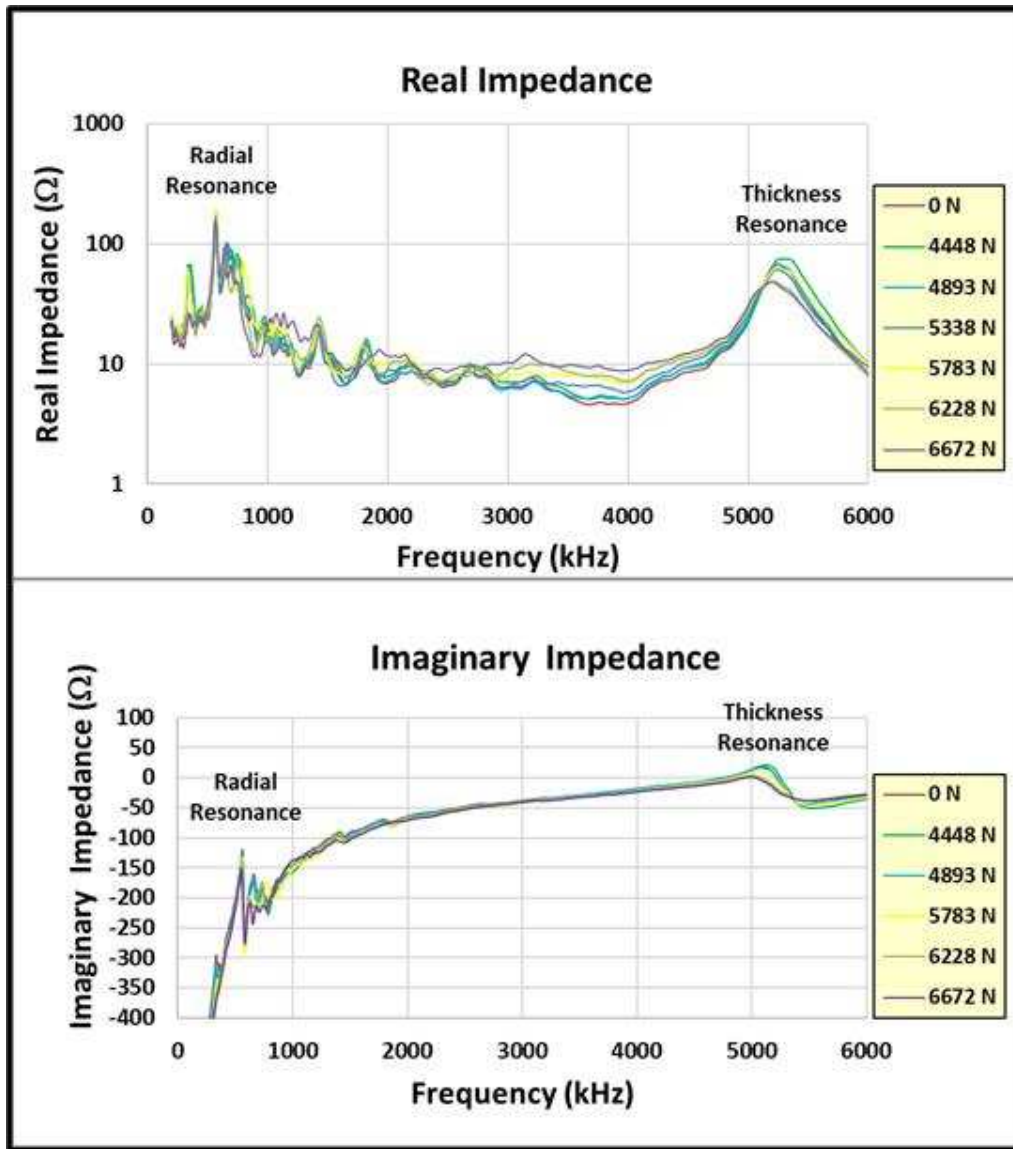 Real Impedance
Real Impedance (Ω)
1000
100
10
1
Radial
Resonance
Thickness
Resonance
0 N
4448 N
4893 N
5338 N
5783 N
6228 N
6672 N
0 1000 2000 3000 4000 5000 6000
Frequency (kHz)
Imaginary Impedance
Imaginary Impedance (Ω)
100
50
0
-50
-100
-150
-200
-250
-300
-350
-400
Radial
Resonance
Thickness
Resonance
0 N
4448 N
4893 N
5783 N
6228 N
6672 N
0 1000 2000 3000 4000 5000 6000
Frequency (kHz)